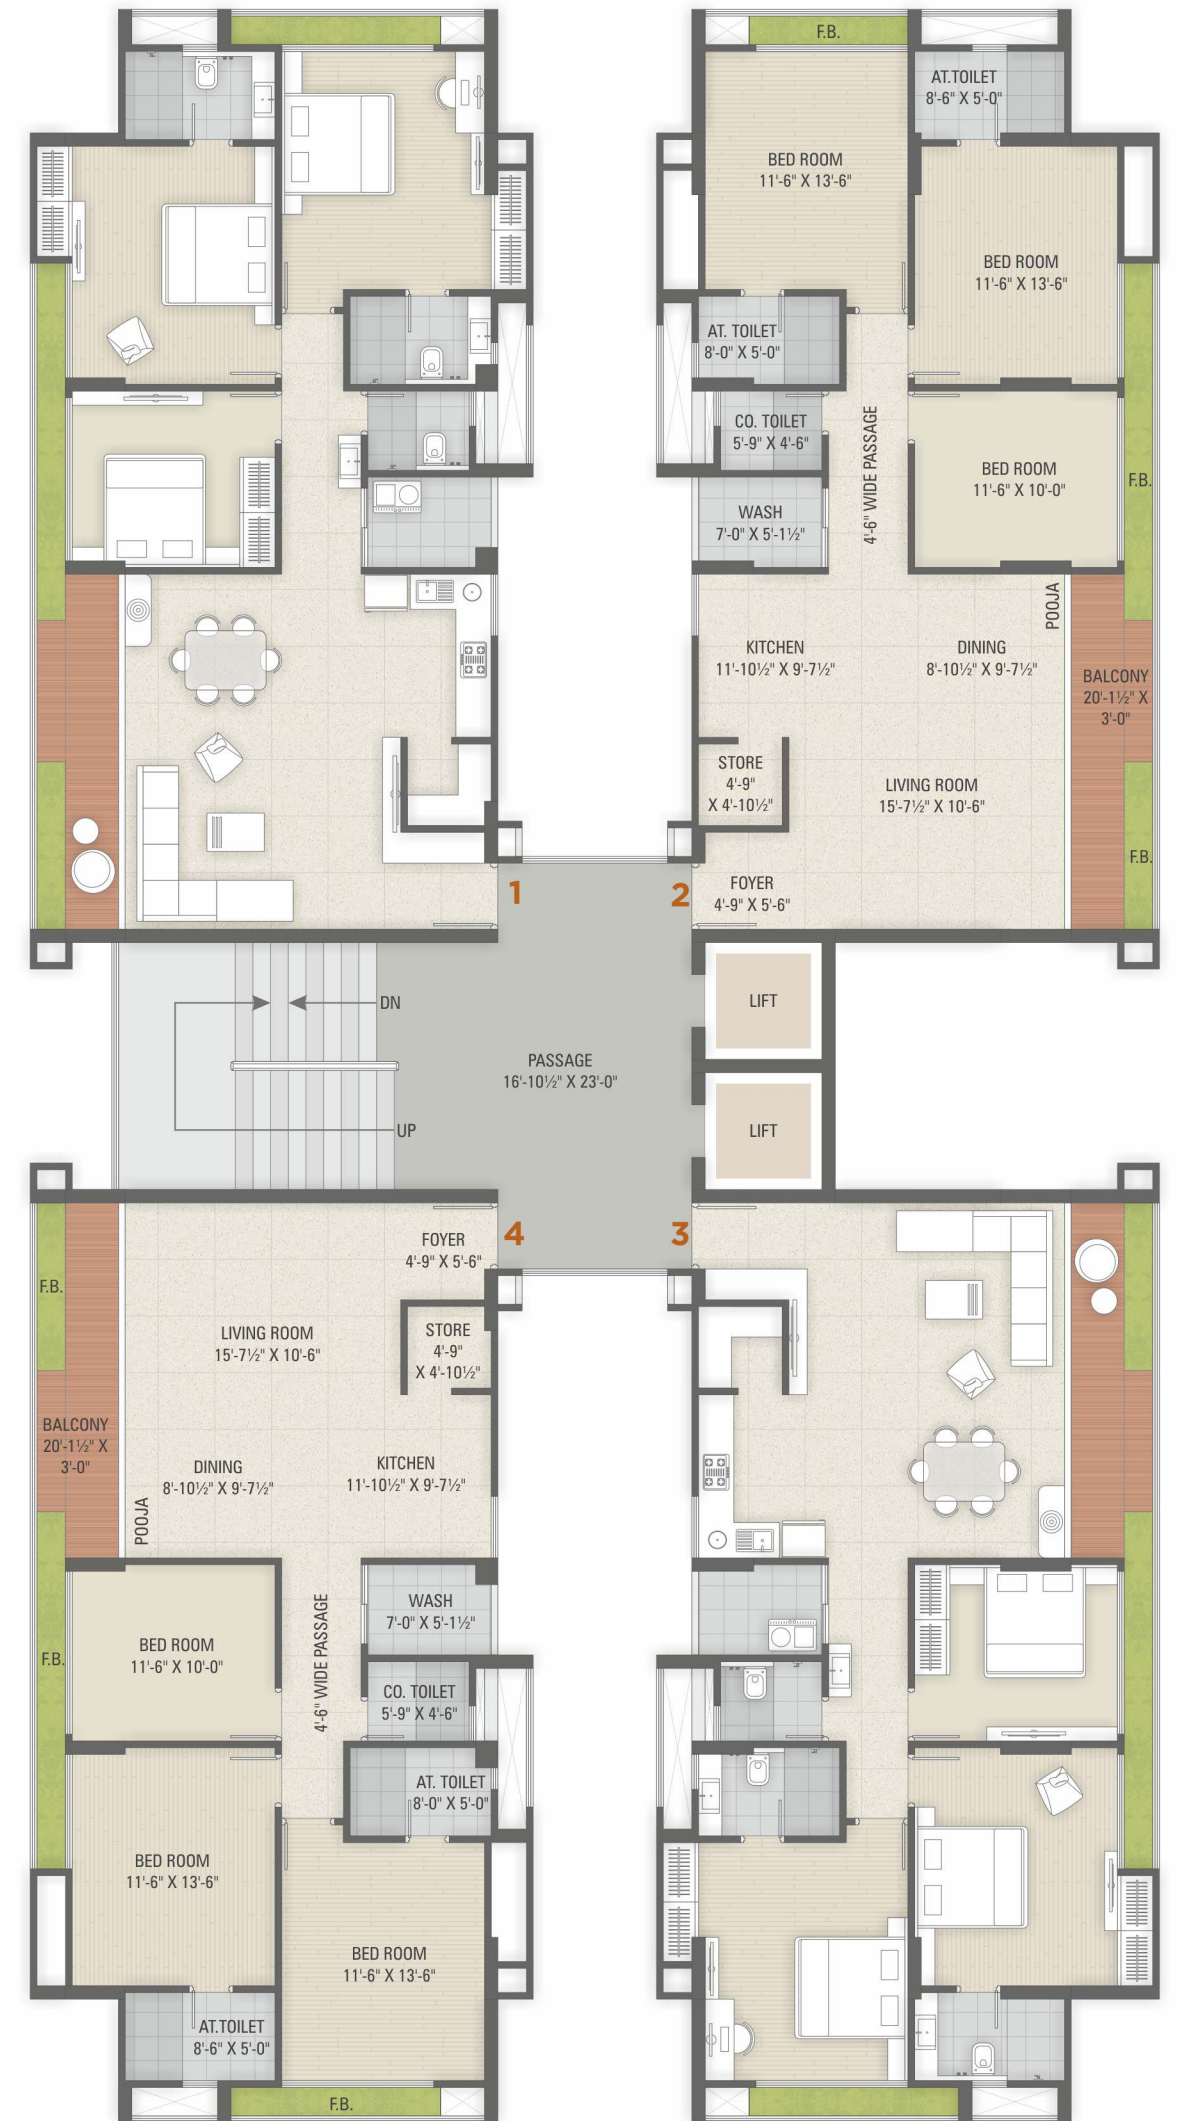 F.B.
AT.TOILET
8'-6" X 5'-0"
BED ROOM
11'-6" X 13'-6"
BED ROOM
11'-6" X 13'-6"
AT. TOILET
8'-0" X 5'-0"
CO. TOILET
5'-9" X 4'-6"
4'-6" WIDE PASSAGE
BED ROOM
11'-6" X 10'-0"
F.B.
WASH
7'-0" X 5'-1½"
POOJA
KITCHEN
11'-10½" X 9'-7½"
DINING
8'-10½" X 9'-7½"
BALCONY
20'-1½" X
3'-0"
STORE
4'-9"
X 4'-10½"
LIVING ROOM
15'-7½" X 10'-6"
F.B.
FOYER
4'-9" X 5'-6"
1
2
DN
LIFT
PASSAGE
16'-10½" X 23'-0"
UP
LIFT
4
3
FOYER
4'-9" X 5'-6"
F.B.
LIVING ROOM
15'-7½" X 10'-6"
STORE
4'-9"
X 4'-10½"
BALCONY
20'-1½" X
3'-0"
DINING
8'-10½" X 9'-7½"
KITCHEN
11'-10½" X 9'-7½"
POOJA
WASH
7'-0" X 5'-1½"
BED ROOM
11'-6" X 10'-0"
F.B.
4'-6" WIDE PASSAGE
CO. TOILET
5'-9" X 4'-6"
AT. TOILET
8'-0" X 5'-0"
BED ROOM
11'-6" X 13'-6"
BED ROOM
11'-6" X 13'-6"
AT.TOILET
8'-6" X 5'-0"
F.B.